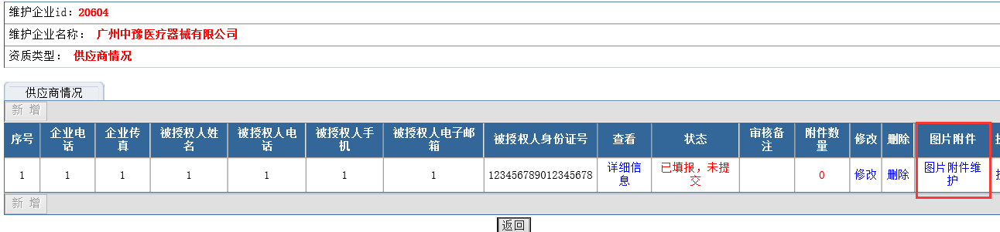 维护企业id：20604
维护企业名称： 广州中豫医疗器械有限公司
资质类型： 供应商情况
供应商情况
新 增
序号 企业电话 企业传真 被授权人姓名 被授权人电话 被授权人手机 被授权人电子邮箱 被授权人身份证号 查看 状态 审核备注 附件数量 修改 删除 图片附件
1 1 1 1 1 1 1 123456789012345678 详细信息 已填报，未提交 0 修改 删除 图片附件维护
新 增
返回